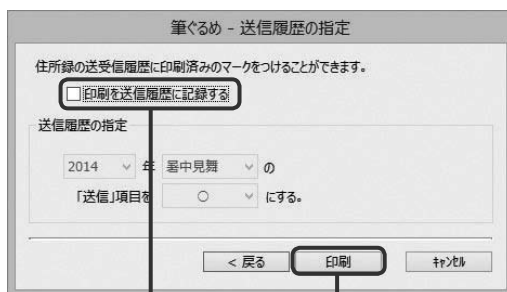 筆ぐるめ - 送信履歴の指定
住所録の送受信履歴に印刷済みのマークをつけることができます。
印刷を送信履歴に記録する
送信履歴の指定
2014 年 暑中見舞 の
「送信」項目を ○ にする。
< 戻る 印刷 ｷｬﾝｾﾙ